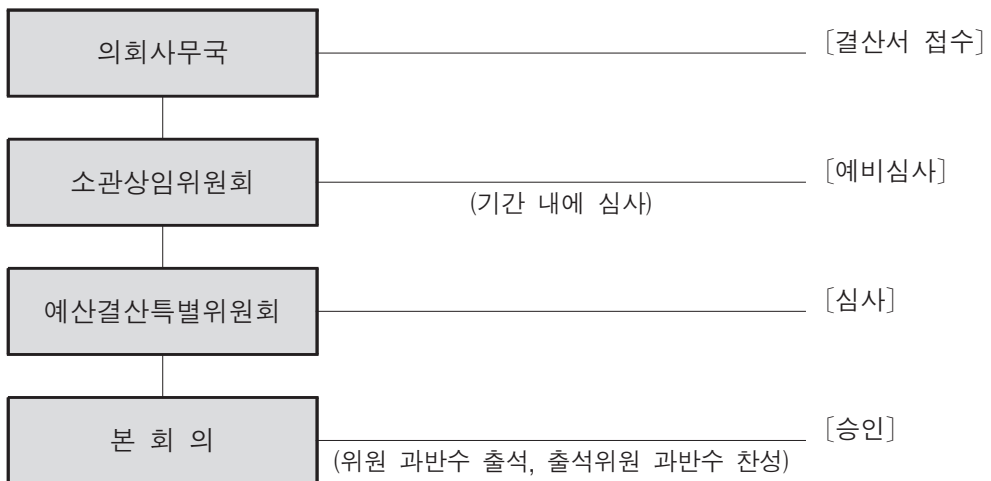 의회사무국 [결산서 접수]
소관상임위원회 [예비심사]
(기간 내에 심사)
예산결산특별위원회 [심사]
본 회 의 [승인]
(위원 과반수 출석, 출석위원 과반수 찬성)